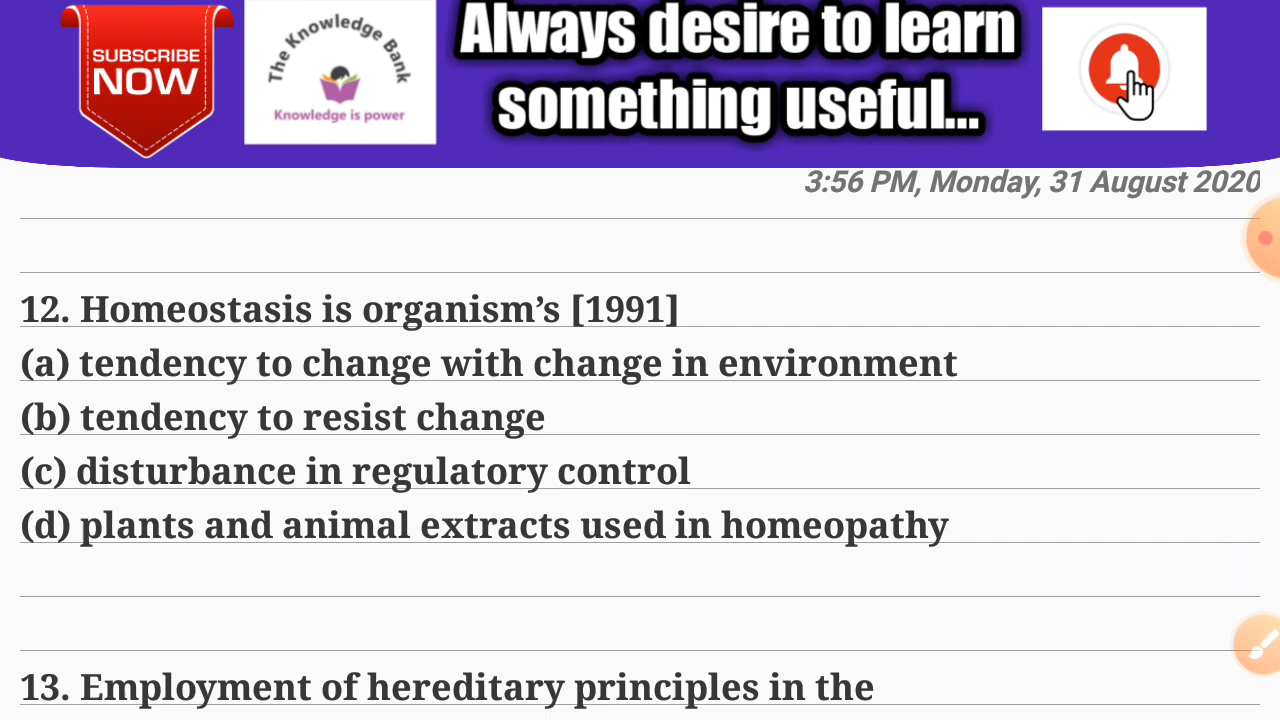 SUBSCRIBE
NOW
The Knowledge Bank
Knowledge is power
Always desire to learn
something useful...
3:56 PM, Monday, 31 August 2020
12. Homeostasis is organism’s [1991]
(a) tendency to change with change in environment
(b) tendency to resist change
(c) disturbance in regulatory control
(d) plants and animal extracts used in homeopathy
13. Employment of hereditary principles in the